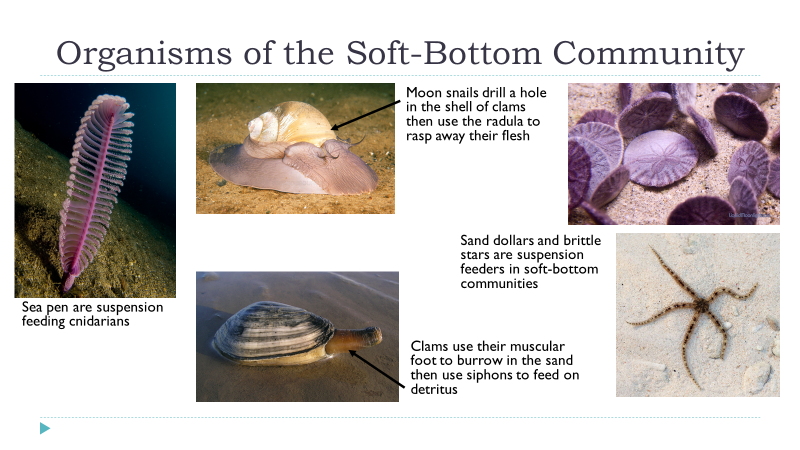 Organisms of the Soft-Bottom Community
Moon snails drill a hole
in the shell of clams
then use the radula to
rasp away their flesh
Sand dollars and brittle
stars are suspension
feeders in soft-bottom
communities
Sea pen are suspension
feeding cnidarians
Clams use their muscular
foot to burrow in the sand
then use siphons to feed on
detritus